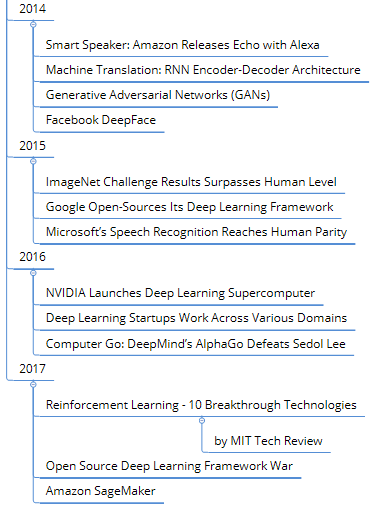 2014
Smart Speaker: Amazon Releases Echo with Alexa
Machine Translation: RNN Encoder-Decoder Architecture
Generative Adversarial Networks (GANs)
Facebook DeepFace
2015
ImageNet Challenge Results Surpasses Human Level
Google Open-Sources Its Deep Learning Framework
Microsoft’s Speech Recognition Reaches Human Parity
2016
NVIDIA Launches Deep Learning Supercomputer
Deep Learning Startups Work Across Various Domains
Computer Go: DeepMind’s AlphaGo Defeats Sedol Lee
2017
Reinforcement Learning - 10 Breakthrough Technologies
by MIT Tech Review
Open Source Deep Learning Framework War
Amazon SageMaker